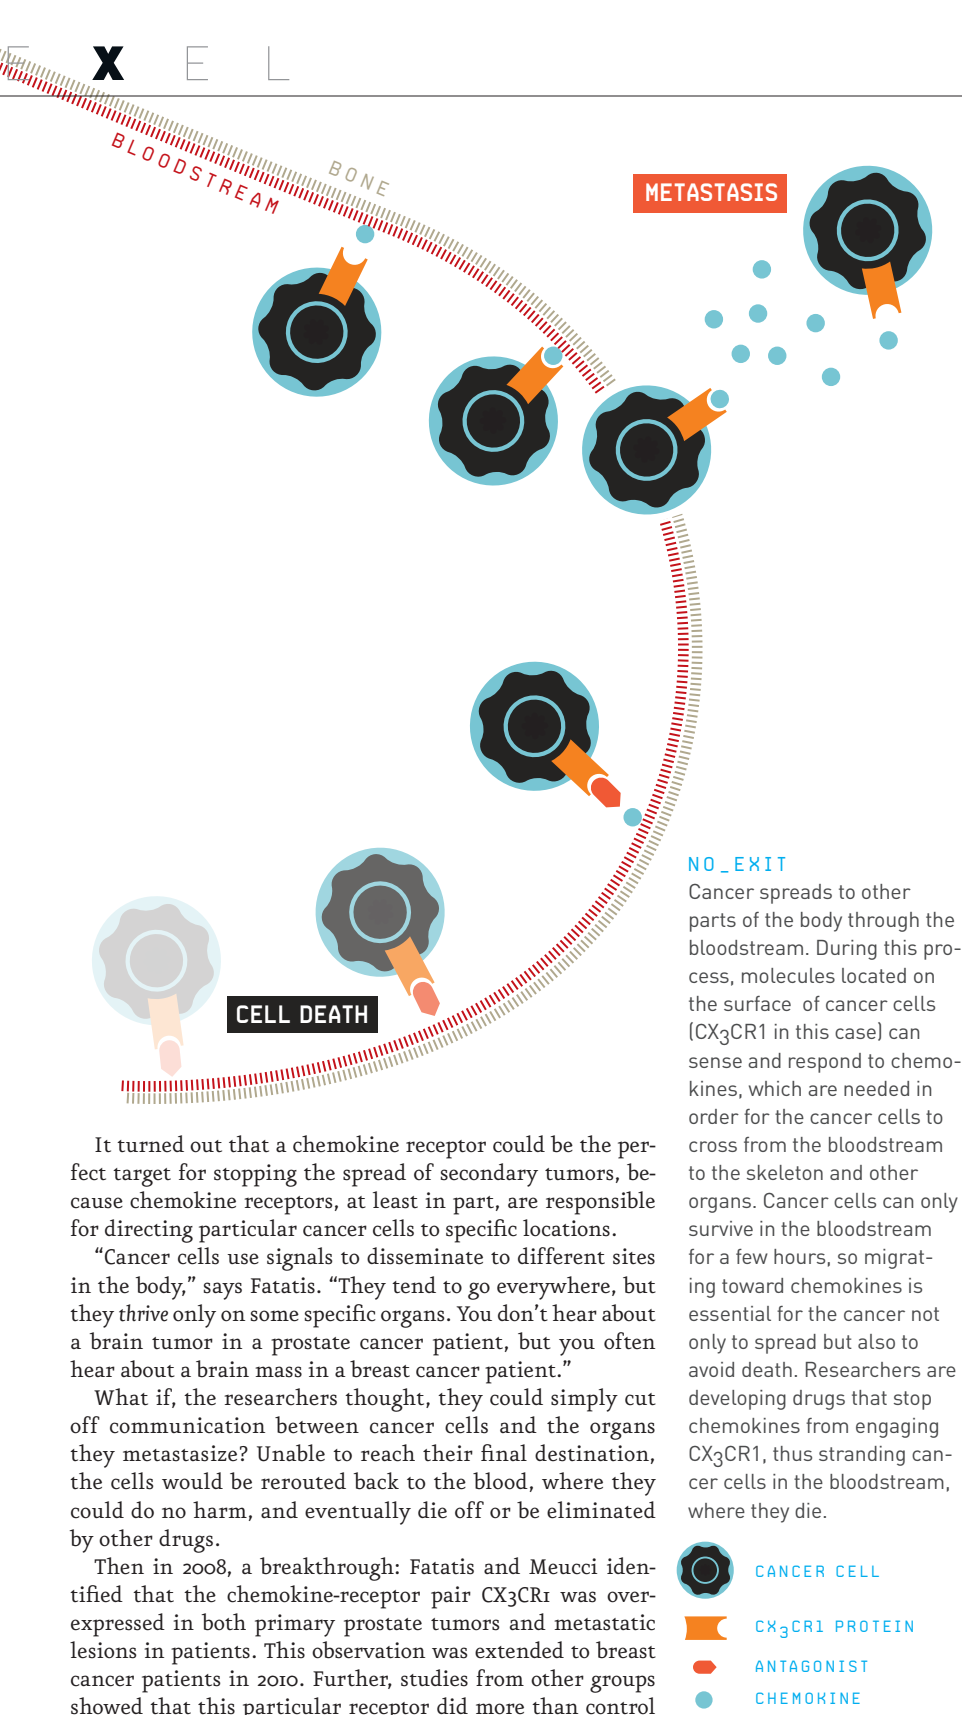 E X E L
BLOODSTREAM
BONE
METASTASIS
CELL DEATH
It turned out that a chemokine receptor could be the per-
fect target for stopping the spread of secondary tumors, be-
cause chemokine receptors, at least in part, are responsible
for directing particular cancer cells to specific locations.
“Cancer cells use signals to disseminate to different sites
in the body,” says Fatatis. “They tend to go everywhere, but
they thrive only on some specific organs. You don’t hear about
a brain tumor in a prostate cancer patient, but you often
hear about a brain mass in a breast cancer patient.”
What if, the researchers thought, they could simply cut
off communication between cancer cells and the organs
they metastasize? Unable to reach their final destination,
the cells would be rerouted back to the blood, where they
could do no harm, and eventually die off or be eliminated
by other drugs.
Then in 2008, a breakthrough: Fatatis and Meucci iden-
tified that the chemokine-receptor pair CX3CR1 was over-
expressed in both primary prostate tumors and metastatic
lesions in patients. This observation was extended to breast
cancer patients in 2010. Further, studies from other groups
showed that this particular receptor did more than control
NO_EXIT
Cancer spreads to other
parts of the body through the
bloodstream. During this pro-
cess, molecules located on
the surface of cancer cells
(CX3CR1 in this case) can
sense and respond to chemo-
kines, which are needed in
order for the cancer cells to
cross from the bloodstream
to the skeleton and other
organs. Cancer cells can only
survive in the bloodstream
for a few hours, so migrat-
ing toward chemokines is
essential for the cancer not
only to spread but also to
avoid death. Researchers are
developing drugs that stop
chemokines from engaging
CX3CR1, thus stranding can-
cer cells in the bloodstream,
where they die.
CANCER CELL
CX3CR1 PROTEIN
ANTAGONIST
CHEMOKINE